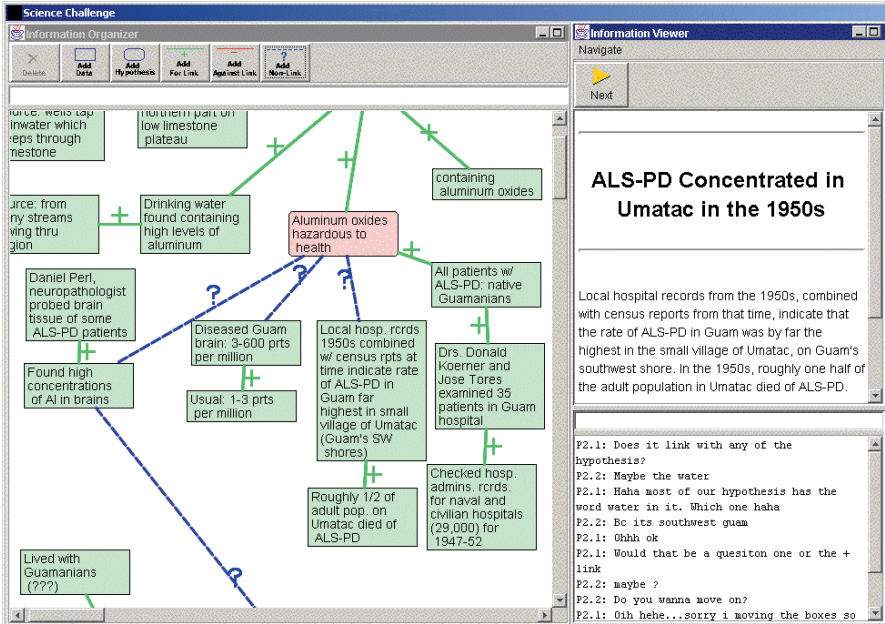 Science Challenge
Information Organizer
Delete
Add
Data
Add
Hypothesis
Add
For Link
Add
Against Link
?
Add
Non-Link
urce: wells tap
inwater which
eeps through
mestone
northern part on
low limestone
plateau
containing
aluminum oxides
urce: from
ny streams
wing thru
gion
Drinking water
found containing
high levels of
aluminum
Aluminum oxides
hazardous to
health
Daniel Perl,
neuropathologist
probed brain
tissue of some
ALS-PD patients
Found high
concentrations
of Al in brains
Diseased Guam
brain: 3-600 prts
per million
Usual: 1-3 prts
per million
Local hosp. rcrds
1950s combined
w/ census rpts at
time indicate rate
of ALS-PD in
Guam far
highest in small
village of Umatac
(Guam's SW
shores)
Roughly 1/2 of
adult pop. on
Umatac died of
ALS-PD
All patients w/
ALS-PD: native
Guamanians
Drs. Donald
Koerner and
Jose Tores
examined 35
patients in Guam
hospital
Checked hosp.
admins. rcrds.
for naval and
civilian hospitals
(29,000) for
1947-52
Lived with
Guamanians
(???)
+
+
+
+
+
+
+
+
+
+
?
?
?
?
Information Viewer
Navigate
Next
ALS-PD Concentrated in
Umatac in the 1950s
Local hospital records from the 1950s, combined
with census reports from that time, indicate that
the rate of ALS-PD in Guam was by far the
highest in the small village of Umatac, on Guam's
southwest shore. In the 1950s, roughly one half of
the adult population in Umatac died of ALS-PD.
P2.1: Does it link with any of the
hypothesis?
P2.2: Maybe the water
P2.1: Haha most of our hypothesis has the
word water in it. Which one haha
P2.2: Bc its southwest guam
P2.1: Ohhh ok
P2.1: Would that be a quesiton one or the +
link
P2.2: maybe ?
P2.2: Do you wanna move on?
P2.1: Oih hehe...sorry i moving the boxes so